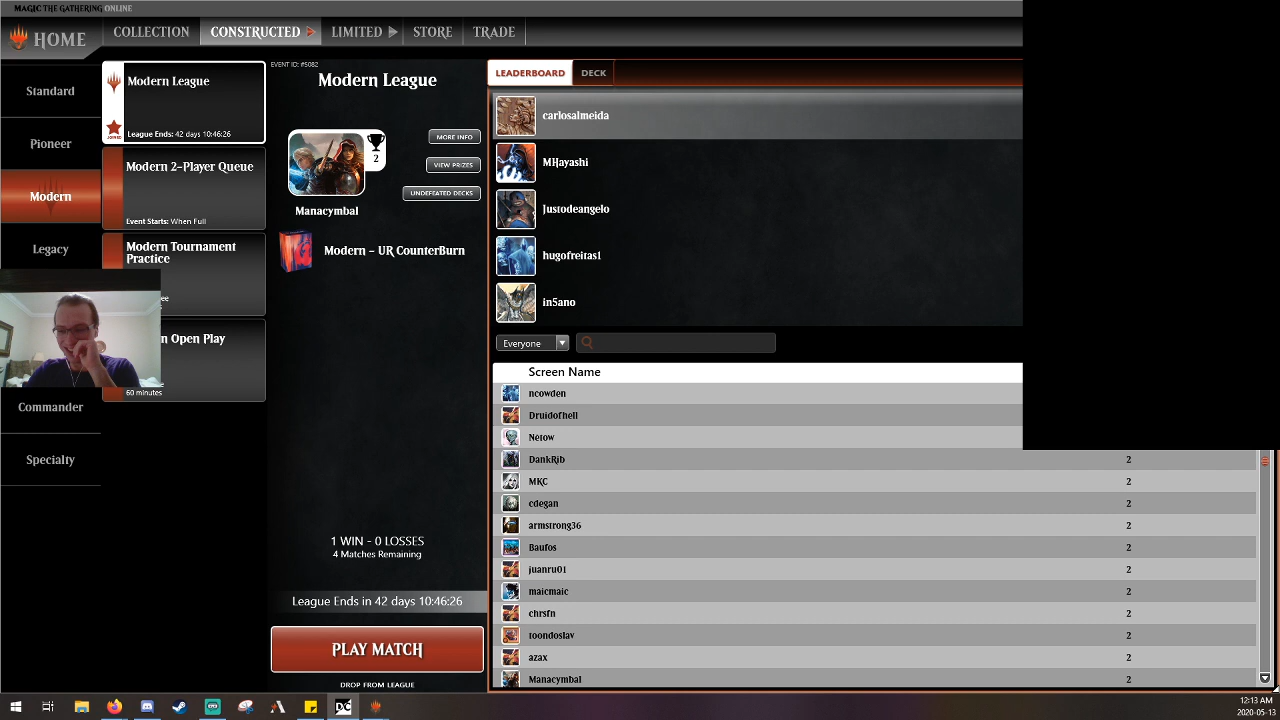 MAGIC THE GATHERING ONLINE
HOME
COLLECTION
CONSTRUCTED
LIMITED
STORE
TRADE
Standard
Pioneer
Modern
Legacy
Commander
Specialty
Modern League
League Ends: 42 days 10:46:26
JOINED
Modern 2-Player Queue
Event Starts: When Full
Modern Tournament
Practice
Open Play
60 minutes
EVENT ID: #5082
Modern League
2
MORE INFO
VIEW PRIZES
UNDEFEATED DECKS
Manacymbal
Modern - UR CounterBurn
1 WIN - 0 LOSSES
4 Matches Remaining
League Ends in 42 days 10:46:26
PLAY MATCH
DROP FROM LEAGUE
LEADERBOARD
DECK
carlosalmeida
MHayashi
Justodeangelo
hugofreitas1
in5ano
Everyone
Screen Name
ncowden
Druidofhell
Netow
DankRib 2
MKC 2
cdegan 2
armstrong36 2
Baufos 2
juanru01 2
maicmaic 2
chrsfn 2
toondoslav 2
azax 2
Manacymbal 2
12:13 AM
2020-05-13